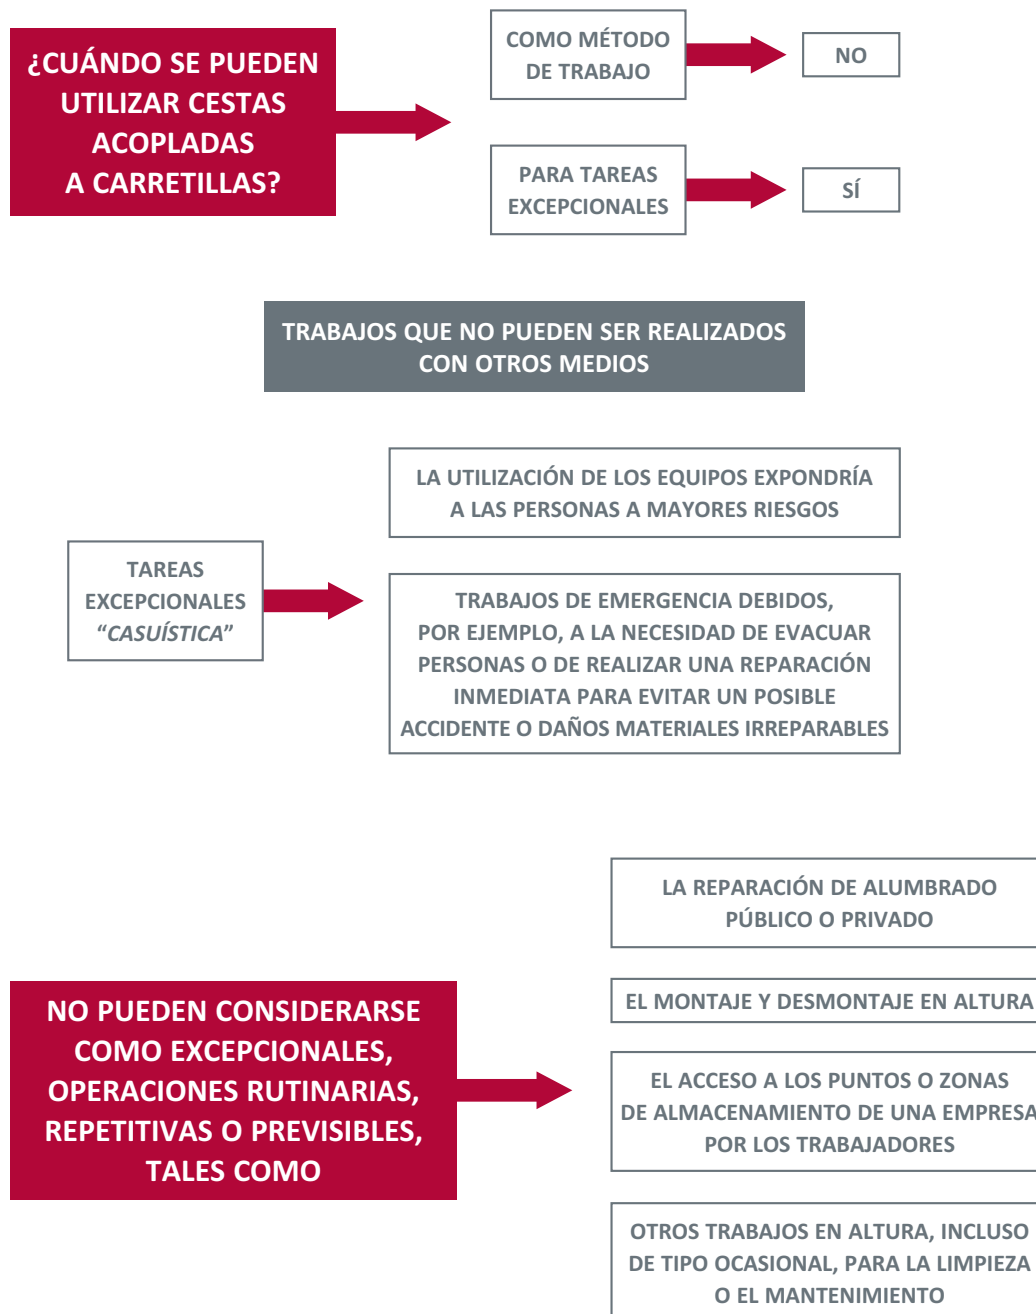 ¿CUÁNDO SE PUEDEN
UTILIZAR CESTAS
ACOPLADAS
A CARRETILLAS?
COMO MÉTODO
DE TRABAJO
NO
PARA TAREAS
EXCEPCIONALES
SÍ
TRABAJOS QUE NO PUEDEN SER REALIZADOS
CON OTROS MEDIOS
TAREAS
EXCEPCIONALES
“CASUÍSTICA”
LA UTILIZACIÓN DE LOS EQUIPOS EXPONDRÍA
A LAS PERSONAS A MAYORES RIESGOS
TRABAJOS DE EMERGENCIA DEBIDOS,
POR EJEMPLO, A LA NECESIDAD DE EVACUAR
PERSONAS O DE REALIZAR UNA REPARACIÓN
INMEDIATA PARA EVITAR UN POSIBLE
ACCIDENTE O DAÑOS MATERIALES IRREPARABLES
NO PUEDEN CONSIDERARSE
COMO EXCEPCIONALES,
OPERACIONES RUTINARIAS,
REPETITIVAS O PREVISIBLES,
TALES COMO
LA REPARACIÓN DE ALUMBRADO
PÚBLICO O PRIVADO
EL MONTAJE Y DESMONTAJE EN ALTURA
EL ACCESO A LOS PUNTOS O ZONAS
DE ALMACENAMIENTO DE UNA EMPRESA
POR LOS TRABAJADORES
OTROS TRABAJOS EN ALTURA, INCLUSO
DE TIPO OCASIONAL, PARA LA LIMPIEZA
O EL MANTENIMIENTO